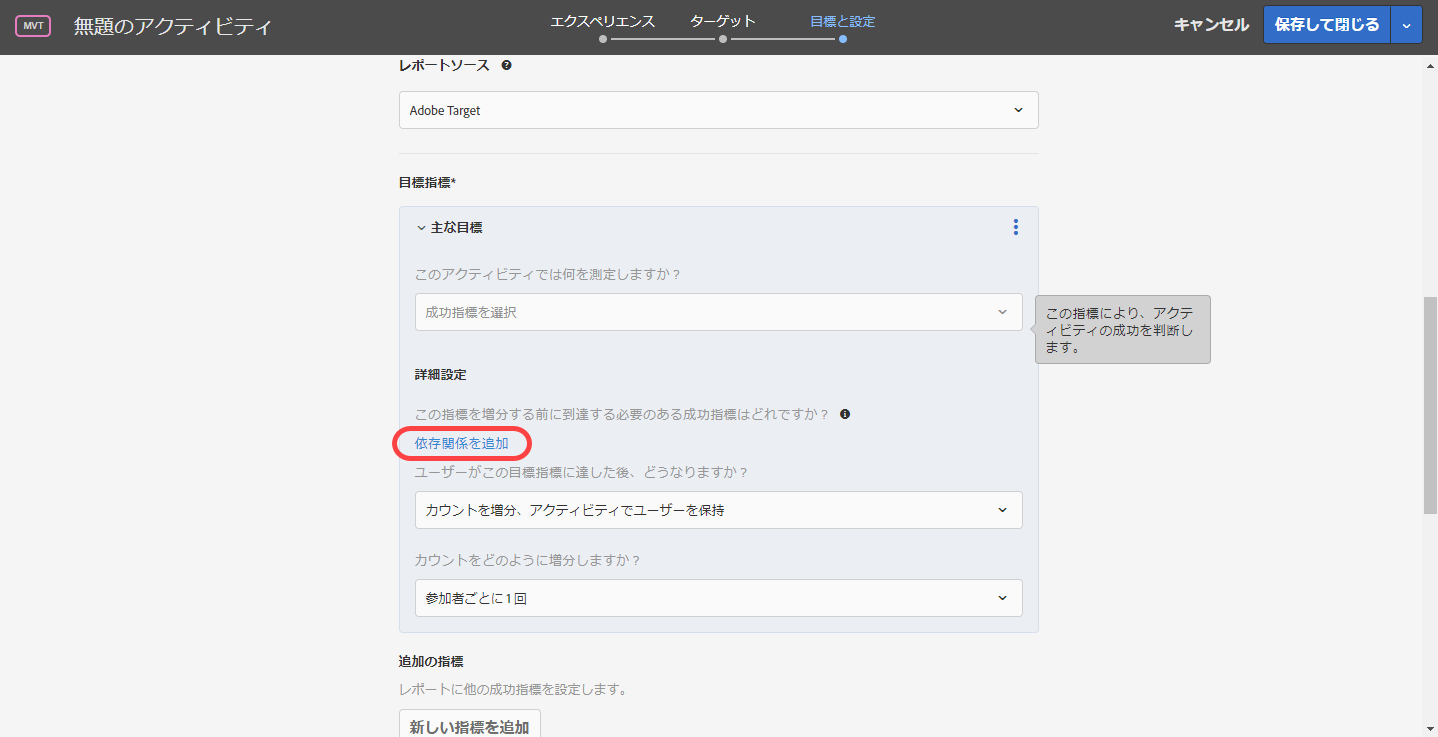 MVT 無題のアクティビティ エクスペリエンス ターゲット 目標と設定 キャンセル 保存して閉じる
レポートソース
Adobe Target
目標指標*
主な目標
このアクティビティでは何を測定しますか？
成功指標を選択
この指標により、アクテ
ィビティの成功を判断し
ます。
詳細設定
この指標を増分する前に到達する必要のある成功指標はどれですか？
依存関係を追加
ユーザーがこの目標指標に達した後、どうなりますか？
カウントを増分、アクティビティでユーザーを保持
カウントをどのように増分しますか？
参加者ごとに1回
追加の指標
レポートに他の成功指標を設定します。
新しい指標を追加